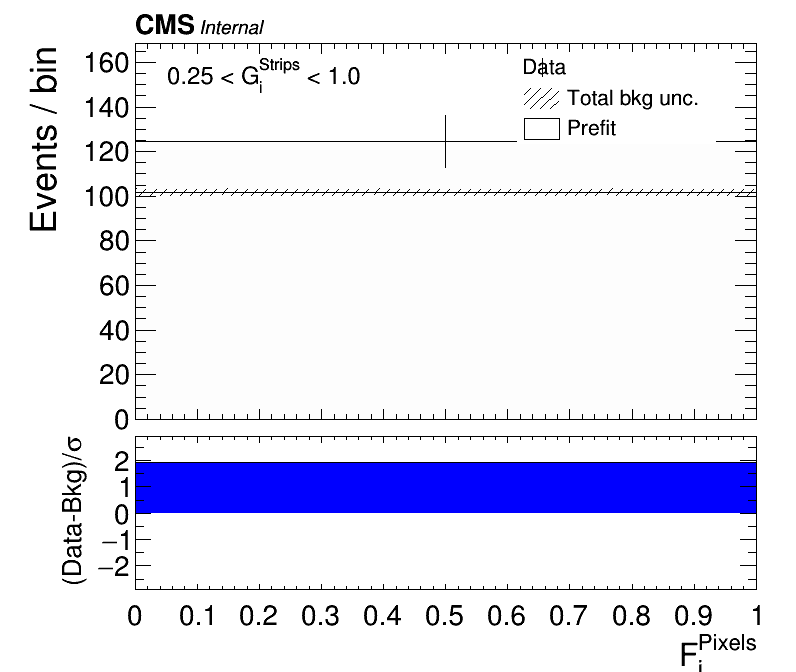 CMS Internal
Events / bin
160
140
120
100
80
60
40
20
0
0.25 < G_i^Strips < 1.0
Data
Total bkg unc.
Prefit
(Data-Bkg)/σ
2
1
0
−1
−2
0 0.1 0.2 0.3 0.4 0.5 0.6 0.7 0.8 0.9 1
F_i^Pixels